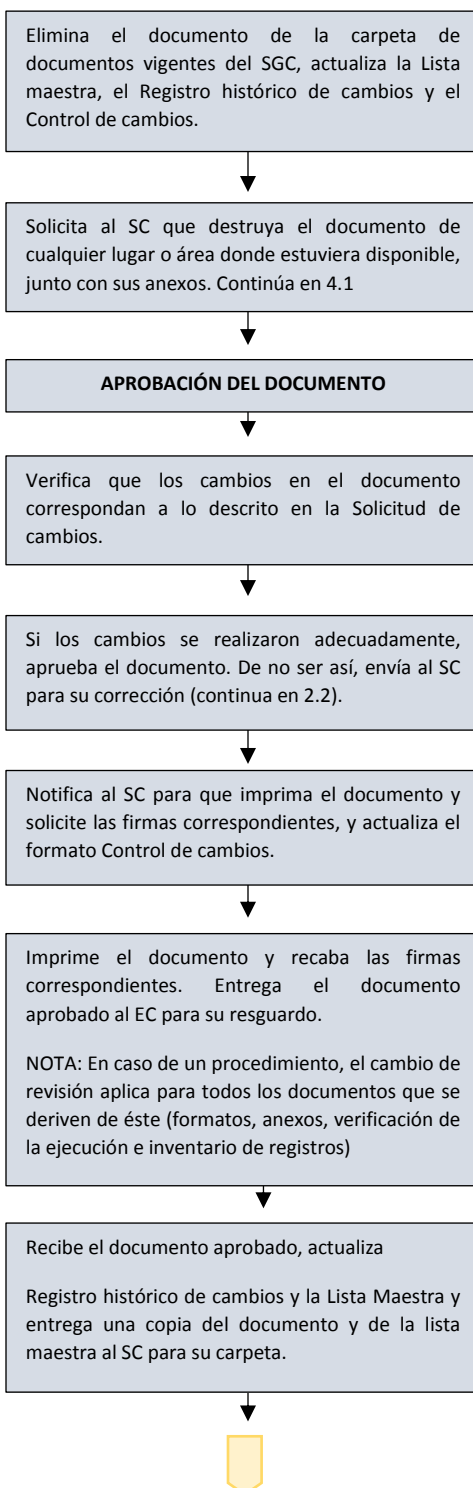 Elimina el documento de la carpeta de
documentos vigentes del SGC, actualiza la Lista
maestra, el Registro histórico de cambios y el
Control de cambios.
Solicita al SC que destruya el documento de
cualquier lugar o área donde estuviera disponible,
junto con sus anexos. Continúa en 4.1
APROBACIÓN DEL DOCUMENTO
Verifica que los cambios en el documento
correspondan a lo descrito en la Solicitud de
cambios.
Si los cambios se realizaron adecuadamente,
aprueba el documento. De no ser así, envía al SC
para su corrección (continua en 2.2).
Notifica al SC para que imprima el documento y
solicite las firmas correspondientes, y actualiza el
formato Control de cambios.
Imprime el documento y recaba las firmas
correspondientes. Entrega el documento
aprobado al EC para su resguardo.
NOTA: En caso de un procedimiento, el cambio de
revisión aplica para todos los documentos que se
deriven de éste (formatos, anexos, verificación de
la ejecución e inventario de registros)
Recibe el documento aprobado, actualiza
Registro histórico de cambios y la Lista Maestra y
entrega una copia del documento y de la lista
maestra al SC para su carpeta.